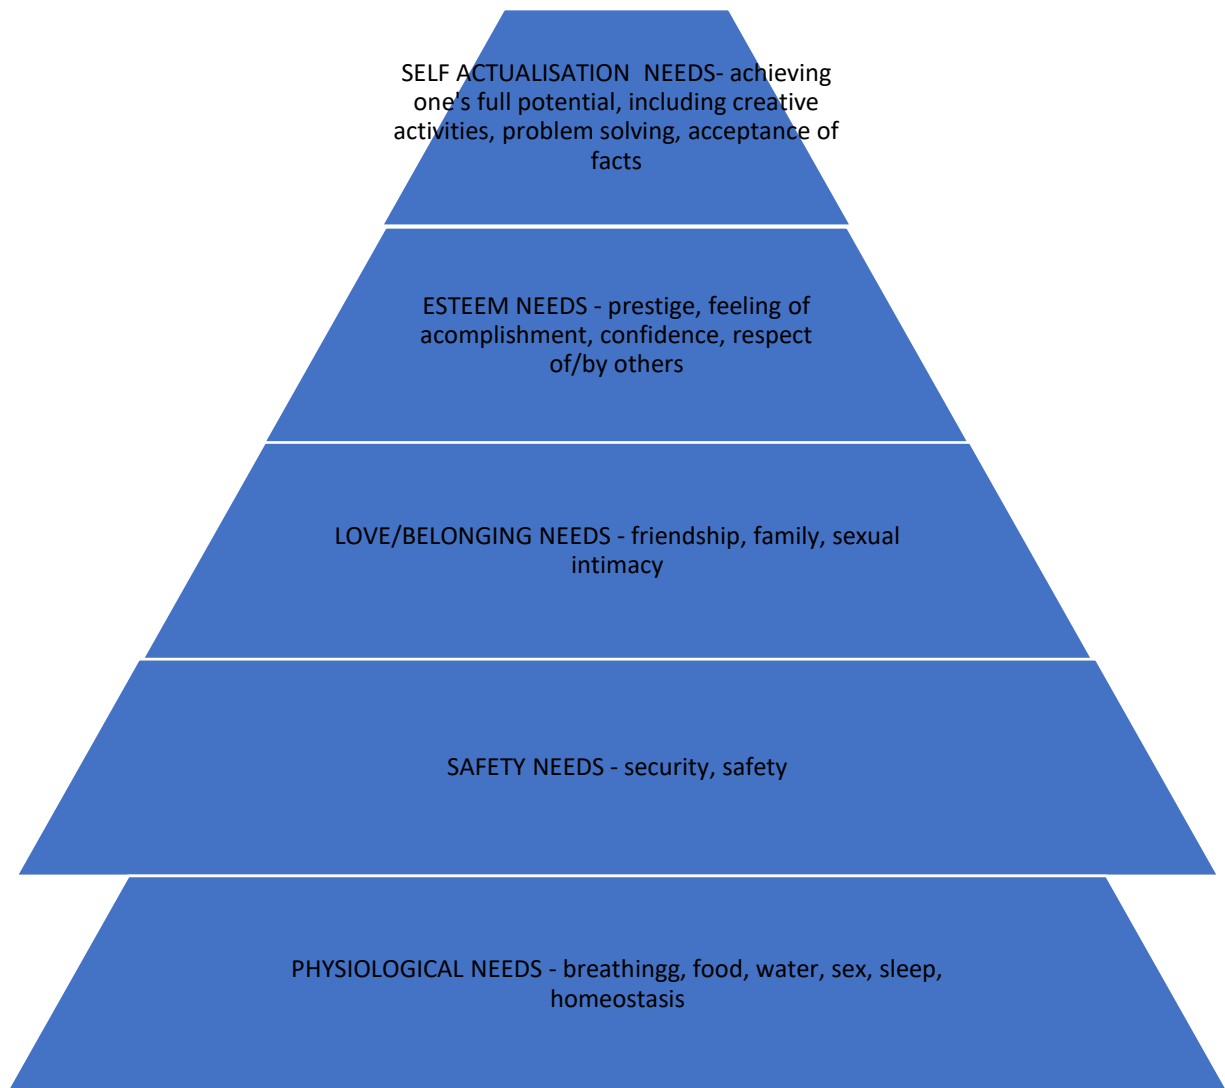 SELF ACTUALISATION  NEEDS- achieving
one's full potential, including creative
activities, problem solving, acceptance of
facts
ESTEEM NEEDS - prestige, feeling of
acomplishment, confidence, respect
of/by others
LOVE/BELONGING NEEDS - friendship, family, sexual
intimacy
SAFETY NEEDS - security, safety
PHYSIOLOGICAL NEEDS - breathingg, food, water, sex, sleep,
homeostasis